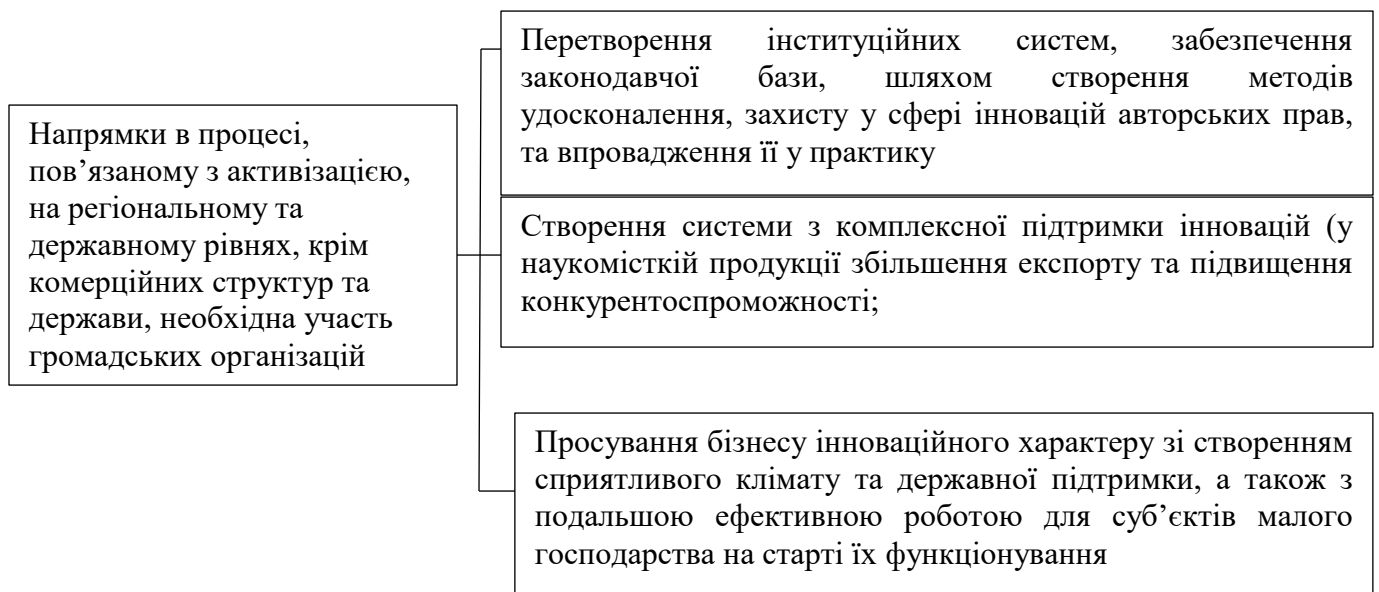 Напрямки в процесі,
пов’язаному з активізацією,
на регіональному та
державному рівнях, крім
комерційних структур та
держави, необхідна участь
громадських організацій
Перетворення інституційних систем, забезпечення
законодавчої бази, шляхом створення методів
удосконалення, захисту у сфері інновацій авторських прав,
та впровадження її у практику
Створення системи з комплексної підтримки інновацій (у
наукомісткій продукції збільшення експорту та підвищення
конкурентоспроможності;
Просування бізнесу інноваційного характеру зі створенням
сприятливого клімату та державної підтримки, а також з
подальшою ефективною роботою для суб’єктів малого
господарства на старті їх функціонування